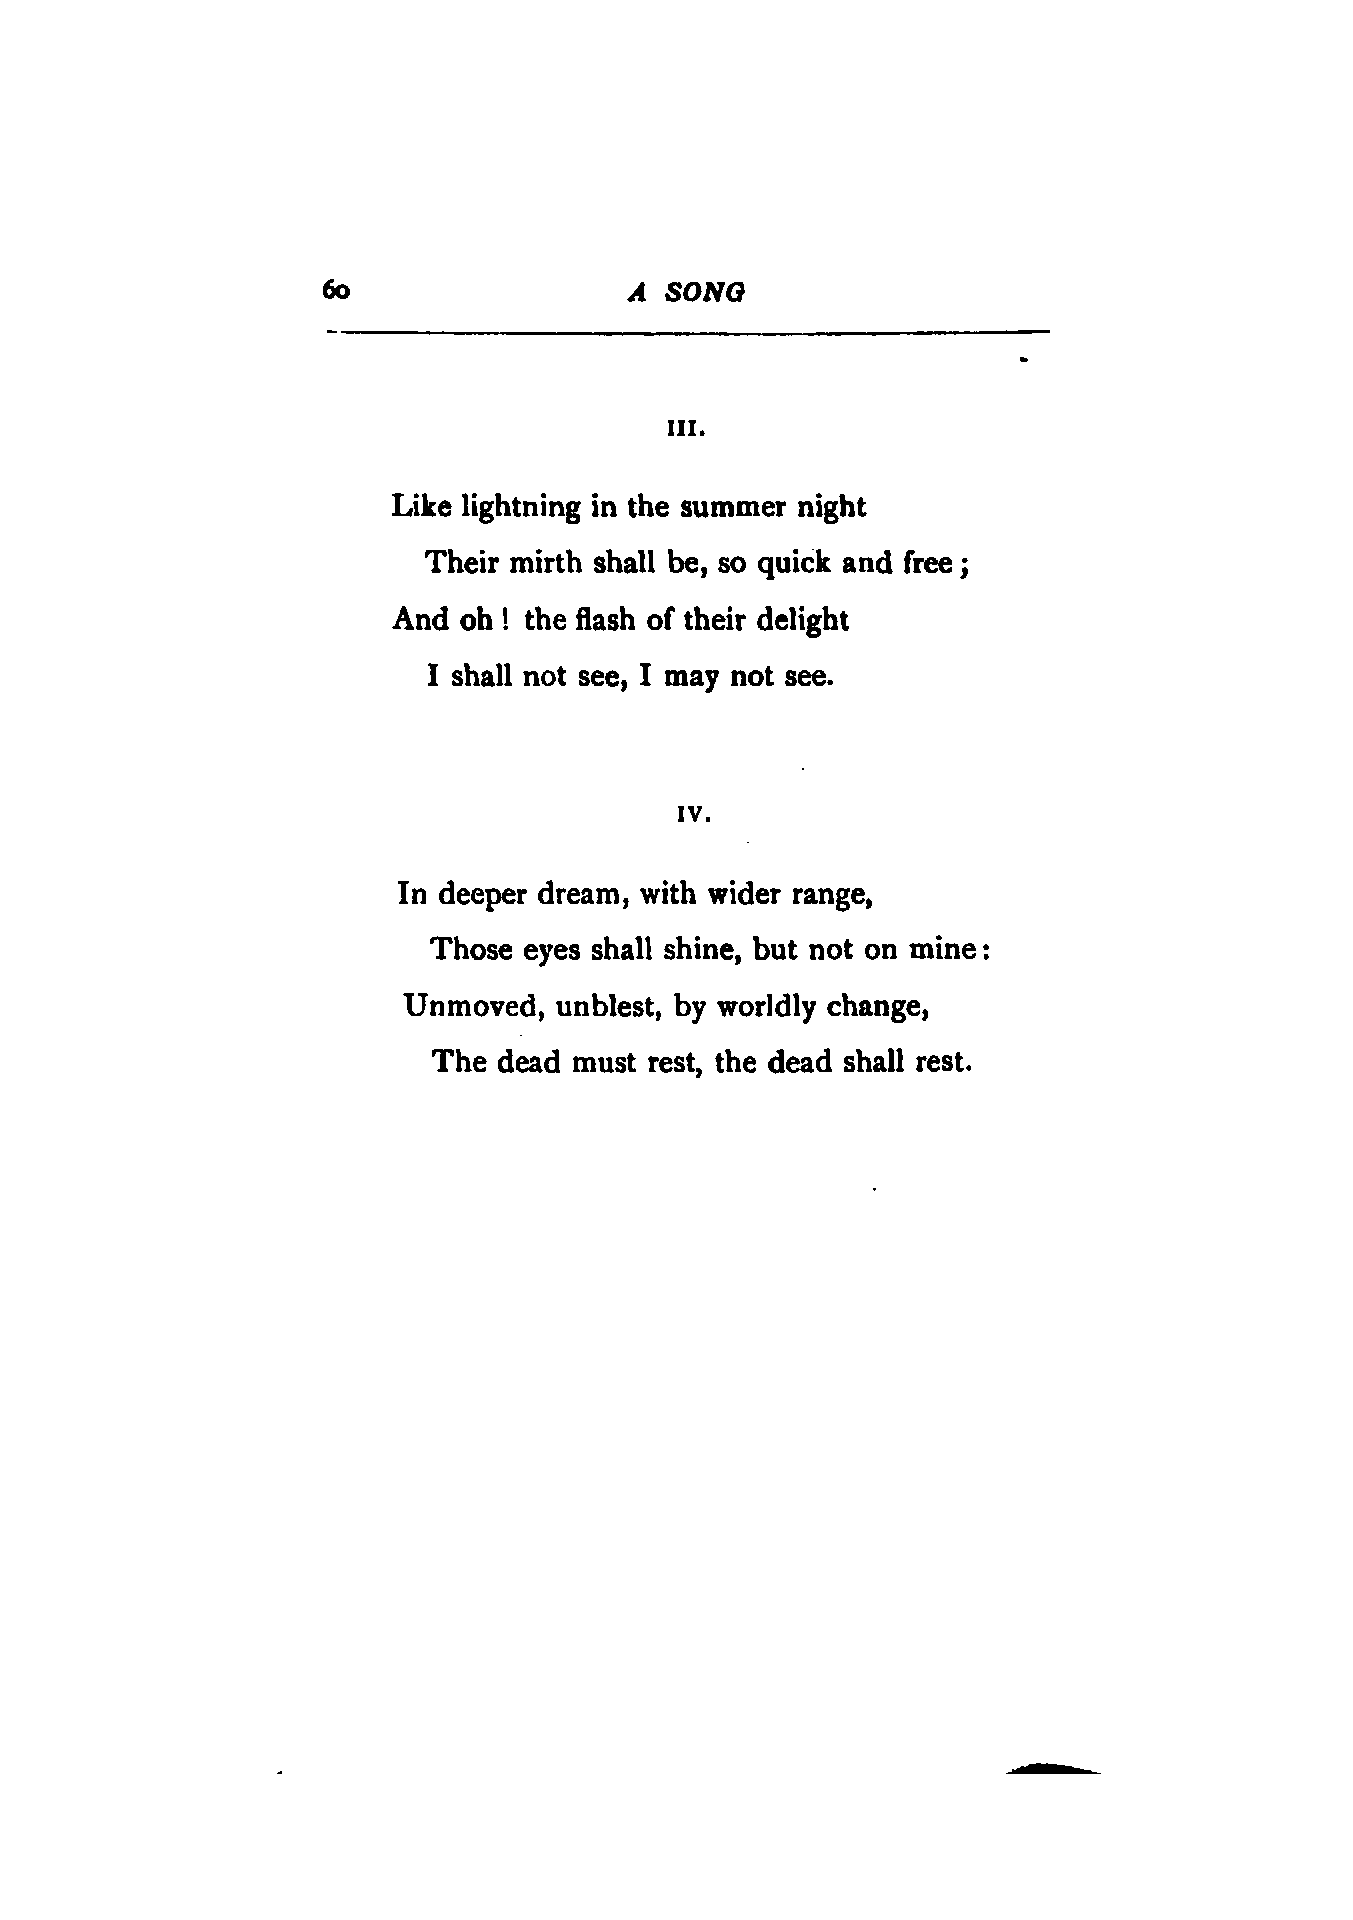 60 A SONG
III.
Like lightning in the summer night
Their mirth shall be, so quick and free ;
And oh ! the flash of their delight
I shall not see, I may not see.
IV.
In deeper dream, with wider range,
Those eyes shall shine, but not on mine :
Unmoved, unblest, by worldly change,
The dead must rest, the dead shall rest.